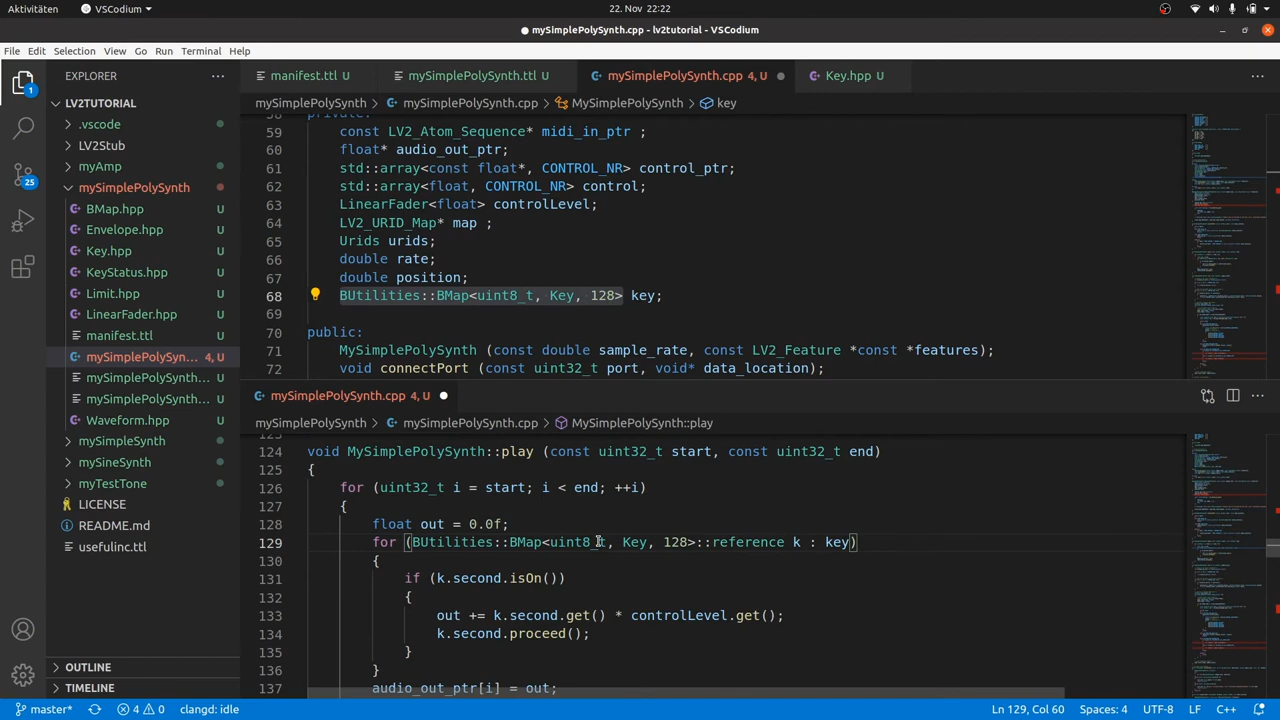 Aktivitäten
VSCodium
22. Nov 22:22
mySimplePolySynth.cpp - lv2tutorial - VSCodium
File Edit Selection View Go Run Terminal Help
1
25
EXPLORER
LV2TUTORIAL
.vscode
LV2Stub
myAmp
mySimplePolySynth
BMap.hpp U
Envelope.hpp U
Key.hpp U
KeyStatus.hpp U
Limit.hpp U
LinearFader.hpp U
manifest.ttl U
mySimplePolySyn... 4, U
mySimplePolySynth... U
mySimplePolySynth... U
Waveform.hpp U
mySimpleSynth
mySineSynth
myTestTone
LICENSE
README.md
usefulinc.ttl
OUTLINE
TIMELINE
manifest.ttl U
mySimplePolySynth.ttl U
mySimplePolySynth.cpp 4, U
Key.hpp U
mySimplePolySynth > mySimplePolySynth.cpp > MySimplePolySynth > key
58 private:
59 const LV2_Atom_Sequence* midi_in_ptr ;
60 float* audio_out_ptr;
61 std::array<const float*, CONTROL_NR> control_ptr;
62 std::array<float, CONTROL_NR> control;
63 LinearFader<float> controlLevel;
64 LV2_URID_Map* map ;
65 Urids urids;
66 double rate;
67 double position;
68 BUtilities::BMap<uint8_t, Key, 128> key;
69
70 public:
71 MySimplePolySynth (const double sample_rate, const LV2_Feature *const *features);
72 void connectPort (const uint32_t port, void* data_location);
mySimplePolySynth.cpp 4, U
mySimplePolySynth > mySimplePolySynth.cpp > MySimplePolySynth::play
123
124 void MySimplePolySynth::play (const uint32_t start, const uint32_t end)
125 {
126 for (uint32_t i = start; i < end; ++i)
127
128 float out = 0.0f;
129 for (BUtilities::BMap<uint8_t, Key, 128>::reference k : key)
130 {
131 k.second.isOn())
132
133 out += k.second.get() * controlLevel.get();
134 k.second.proceed();
135 }
136 }
137 audio_out_ptr[i] = out;
master* 4 0 clangd: idle
Ln 129, Col 60 Spaces: 4 UTF-8 LF C++